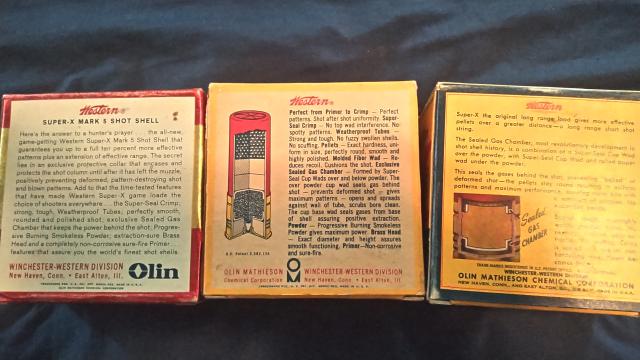 Western
SUPER-X MARK 5 SHOT SHELL
Here's the answer to a hunter's prayer . . . the all-new,
game-getting Western Super-X Mark 5 Shot Shell that
guarantees you up to a full ten percent more effective
patterns plus an extension of effective range. The secret
lies in an exclusive protective collar that engages and
protects the shot column until after it has left the muzzle,
positively preventing deformed, pattern-destroying shot
and blown patterns. Add to that the time tested features
that have made Western Super-X game loads the
choice of shooters everywhere . . . the Super-Seal Crimp;
strong, tough, Weatherproof Tubes; perfectly smooth,
rounded and polished shot; exclusive Sealed Gas
Chamber that keeps the power behind the shot; Progres-
sive Burning Smokeless Powder; extraction-sure Brass
Head and a completely non-corrosive sure-fire Primer,
features that assure you the world's finest shot shells.
WINCHESTER-WESTERN DIVISION
New Haven, Conn. • East Alton, Ill.
Olin
Western
Perfect from Primer to Crimp — Perfect
patterns. Shot after shot uniformity. Super-
Seal Crimp — No top wad interference. No
spotty patterns. Weatherproof Tubes —
Strong and tough. No fuzzy swollen shells.
No scuffing. Pellets — Exact hardness, uni-
form in size, perfectly round, smooth and
highly polished. Molded Fiber Wad — Re-
duces recoil. Cushions the shot. Exclusive
Sealed Gas Chamber — Formed by Super-
Seal Cup Wads over and below powder. The
over powder cup wad seals gas behind
shot — prevents deformed shot — gives
maximum patterns — opens and spreads
against wall of tube, scrubs bore clean.
The cup base wad seals gases from base
of shell assuring positive extraction.
Powder — Progressive Burning Smokeless
Powder gives maximum power. Brass Head
— Exact diameter and height assures
smooth functioning. Primer — Non-corrosive
and sure-fire.
OLIN MATHIESON
Chemical Corporation
WINCHESTER-WESTERN DIVISION
New Haven, Conn. • East Alton, Ill.
Western
Super-X the original long range load gives more effective
pellets over a greater distance—a long range short shot
string.
The Sealed Gas Chamber, most revolutionary development in
shot shell history, is a combination of a Super Seal Cup Wad
over the powder, with Super-Seal Cup Wad and rolled paper
wad under the powder.
This seals the gases behind the shot,
deformed shot—the pellets stay round
patterns and maximum performance.
Sealed
GAS
CHAMBER
WINCHESTER-WESTERN DIVISION
OLIN MATHIESON CHEMICAL CORPORATION
NEW HAVEN, CONN., AND EAST ALTON, ILL.